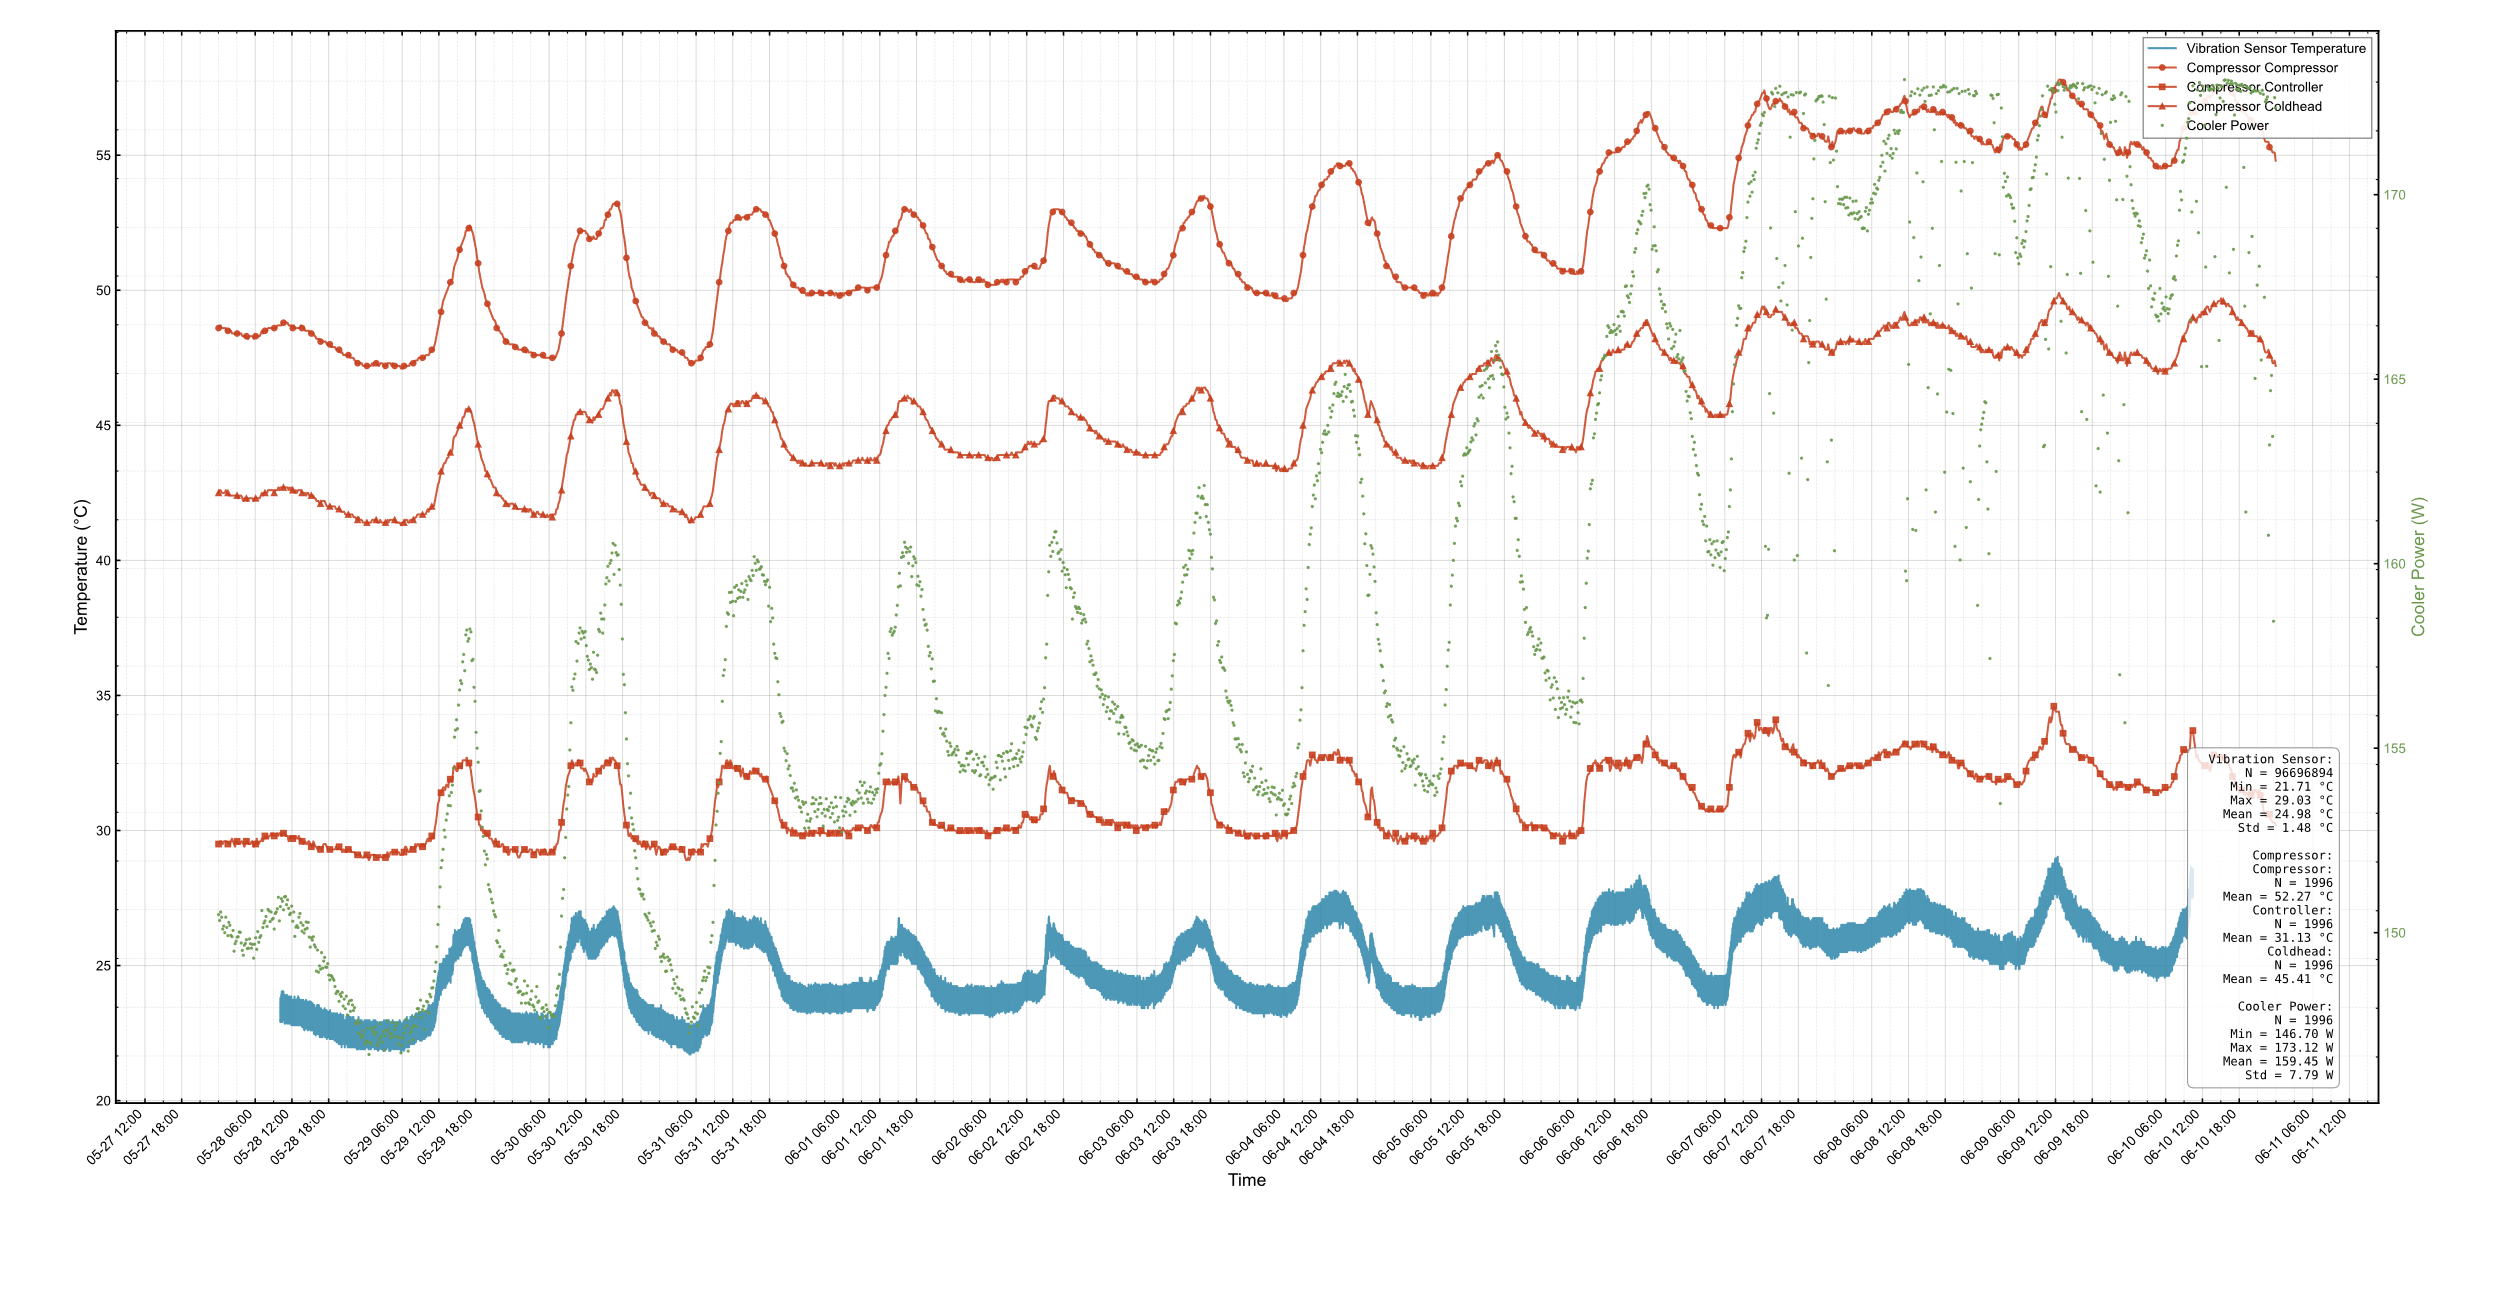 Vibration Sensor Temperature
Compressor Compressor
Compressor Controller
Compressor Coldhead
Cooler Power
55
50
45
40
35
30
25
20
Temperature (°C)
170
165
160
155
150
Cooler Power (W)
Vibration Sensor:
N = 96696894
Min = 21.71 °C
Max = 29.03 °C
Mean = 24.98 °C
Std = 1.48 °C
Compressor:
Compressor:
N = 1996
Mean = 52.27 °C
Controller:
N = 1996
Mean = 31.13 °C
Coldhead:
N = 1996
Mean = 45.41 °C
Cooler Power:
N = 1996
Min = 146.70 W
Max = 173.12 W
Mean = 159.45 W
Std = 7.79 W
05-27 12:00
05-27 18:00
05-28 06:00
05-28 12:00
05-28 18:00
05-29 06:00
05-29 12:00
05-29 18:00
05-30 06:00
05-30 12:00
05-30 18:00
05-31 06:00
05-31 12:00
05-31 18:00
06-01 06:00
06-01 12:00
06-01 18:00
06-02 06:00
06-02 12:00
06-02 18:00
06-03 06:00
06-03 12:00
06-03 18:00
06-04 06:00
06-04 12:00
06-04 18:00
06-05 06:00
06-05 12:00
06-05 18:00
06-06 06:00
06-06 12:00
06-06 18:00
06-07 06:00
06-07 12:00
06-07 18:00
06-08 06:00
06-08 12:00
06-08 18:00
06-09 06:00
06-09 12:00
06-09 18:00
06-10 06:00
06-10 12:00
06-10 18:00
06-11 06:00
06-11 12:00
Time